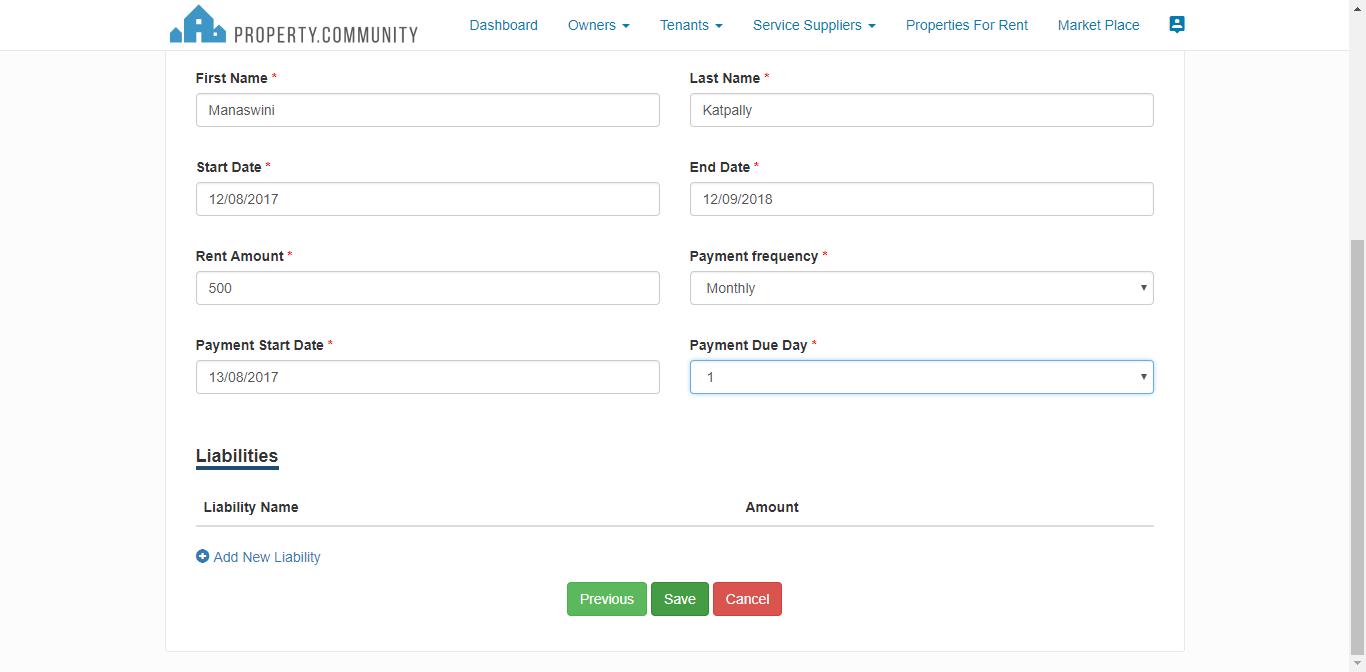 PROPERTY.COMMUNITY Dashboard Owners Tenants Service Suppliers Properties For Rent Market Place
First Name * Last Name *
Manaswini Katpally
Start Date * End Date *
12/08/2017 12/09/2018
Rent Amount * Payment frequency *
500 Monthly
Payment Start Date * Payment Due Day *
13/08/2017 1
Liabilities
Liability Name Amount
Add New Liability
Previous Save Cancel